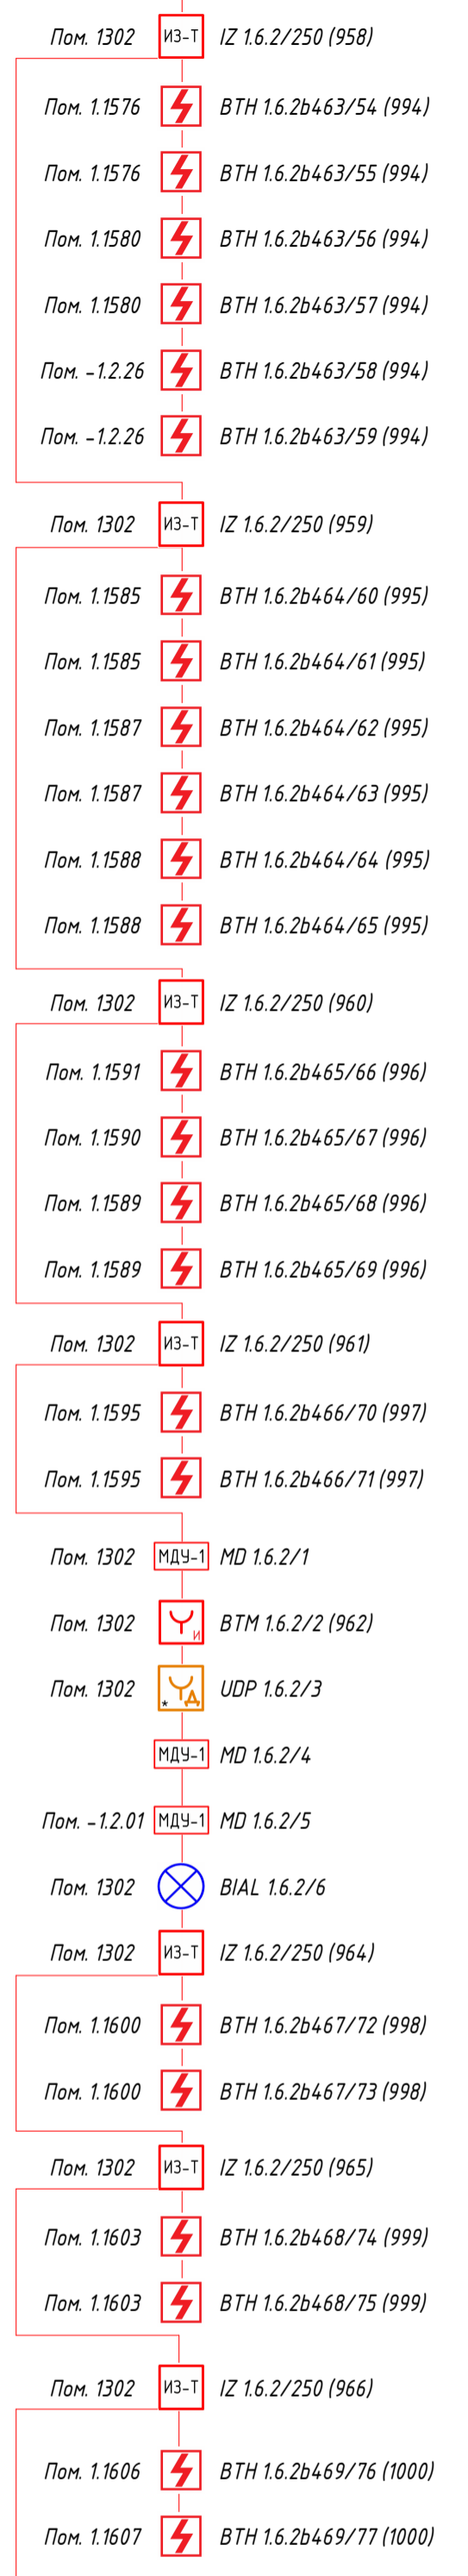 Пом. 1302 ИЗ-Т IZ 1.6.2/250 (958)
Пом. 1.1576 BTH 1.6.2b463/54 (994)
Пом. 1.1576 BTH 1.6.2b463/55 (994)
Пом. 1.1580 BTH 1.6.2b463/56 (994)
Пом. 1.1580 BTH 1.6.2b463/57 (994)
Пом. -1.2.26 BTH 1.6.2b463/58 (994)
Пом. -1.2.26 BTH 1.6.2b463/59 (994)
Пом. 1302 ИЗ-Т IZ 1.6.2/250 (959)
Пом. 1.1585 BTH 1.6.2b464/60 (995)
Пом. 1.1585 BTH 1.6.2b464/61 (995)
Пом. 1.1587 BTH 1.6.2b464/62 (995)
Пом. 1.1587 BTH 1.6.2b464/63 (995)
Пом. 1.1588 BTH 1.6.2b464/64 (995)
Пом. 1.1588 BTH 1.6.2b464/65 (995)
Пом. 1302 ИЗ-Т IZ 1.6.2/250 (960)
Пом. 1.1591 BTH 1.6.2b465/66 (996)
Пом. 1.1590 BTH 1.6.2b465/67 (996)
Пом. 1.1589 BTH 1.6.2b465/68 (996)
Пом. 1.1589 BTH 1.6.2b465/69 (996)
Пом. 1302 ИЗ-Т IZ 1.6.2/250 (961)
Пом. 1.1595 BTH 1.6.2b466/70 (997)
Пом. 1.1595 BTH 1.6.2b466/71 (997)
Пом. 1302 МДУ-1 MD 1.6.2/1
Пом. 1302 И BTM 1.6.2/2 (962)
Пом. 1302 * Д UDP 1.6.2/3
МДУ-1 MD 1.6.2/4
Пом. -1.2.01 МДУ-1 MD 1.6.2/5
Пом. 1302 BIAL 1.6.2/6
Пом. 1302 ИЗ-Т IZ 1.6.2/250 (964)
Пом. 1.1600 BTH 1.6.2b467/72 (998)
Пом. 1.1600 BTH 1.6.2b467/73 (998)
Пом. 1302 ИЗ-Т IZ 1.6.2/250 (965)
Пом. 1.1603 BTH 1.6.2b468/74 (999)
Пом. 1.1603 BTH 1.6.2b468/75 (999)
Пом. 1302 ИЗ-Т IZ 1.6.2/250 (966)
Пом. 1.1606 BTH 1.6.2b469/76 (1000)
Пом. 1.1607 BTH 1.6.2b469/77 (1000)